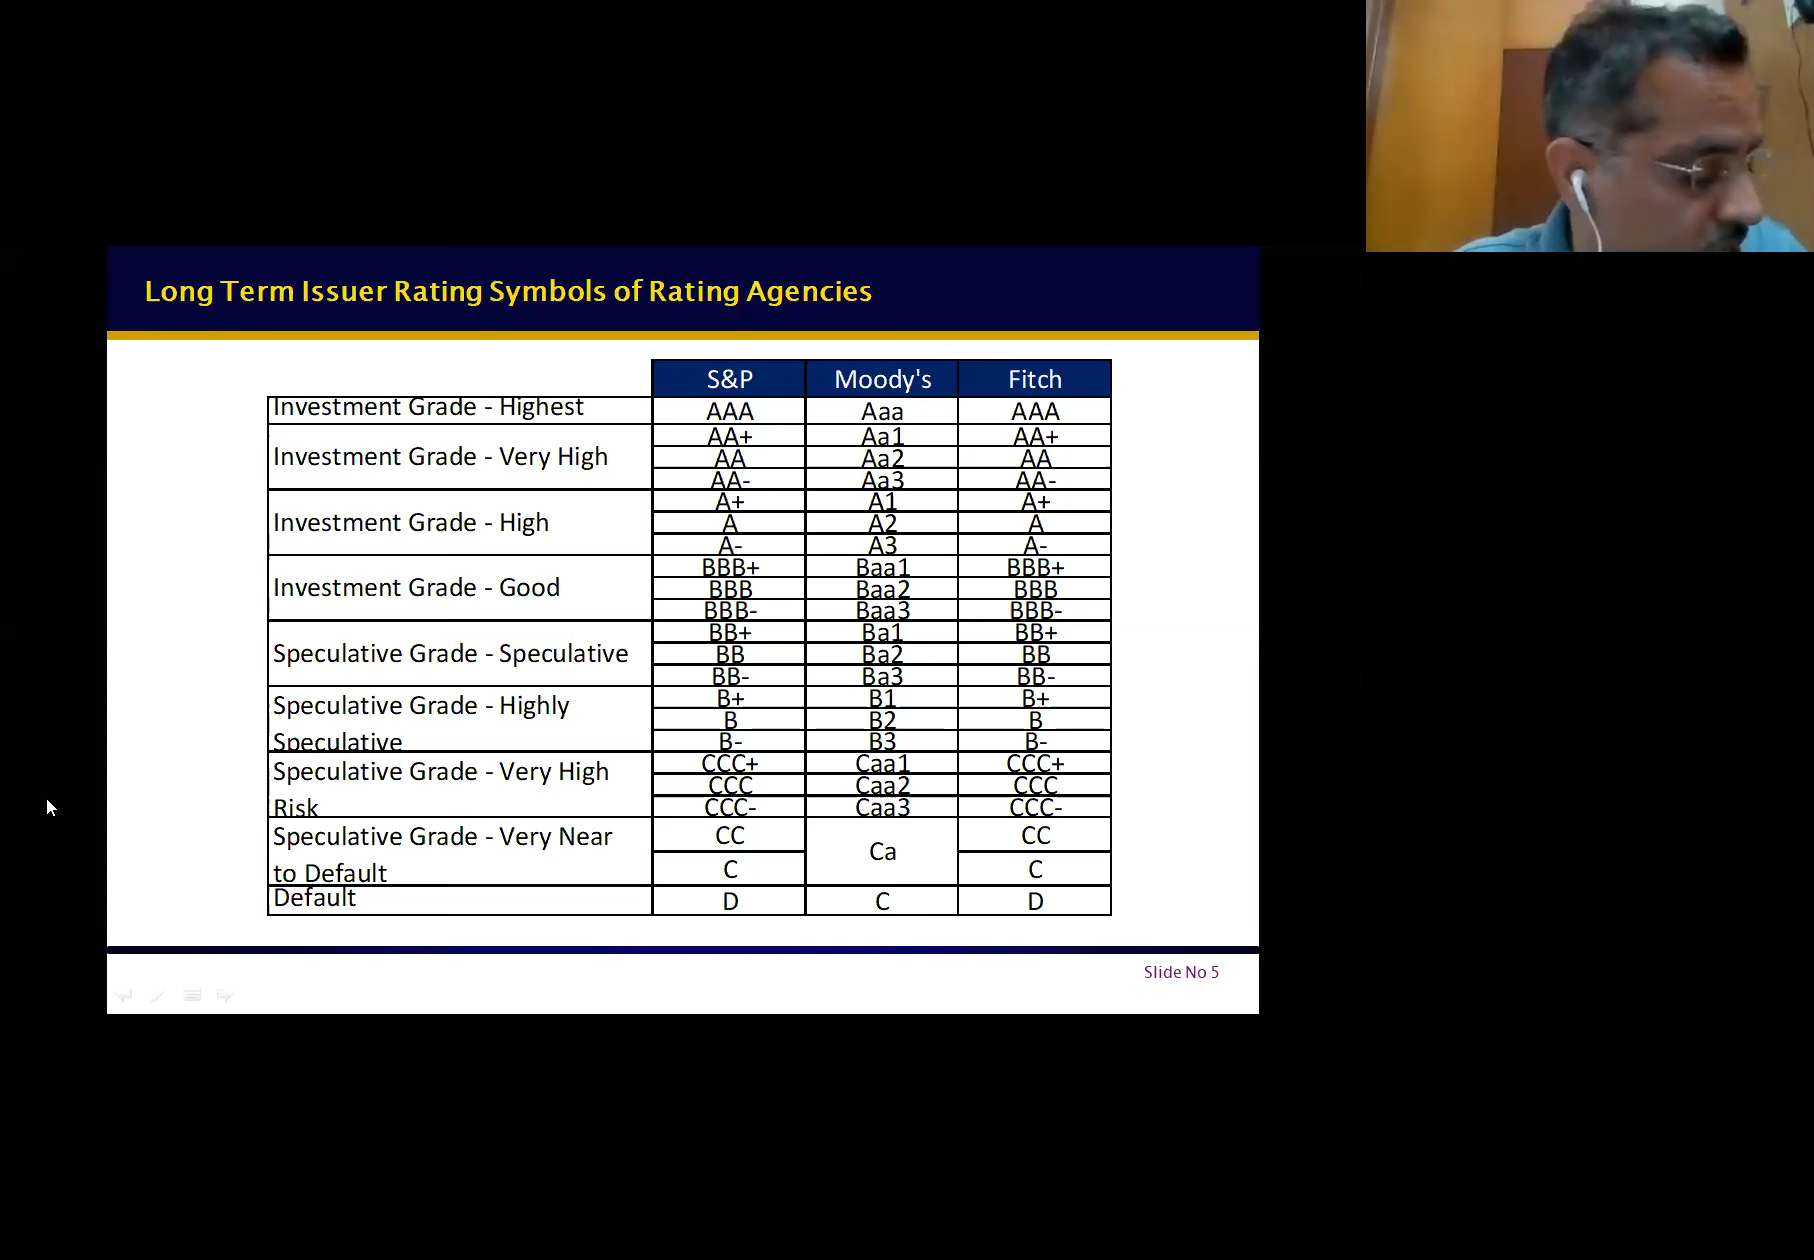 Long Term Issuer Rating Symbols of Rating Agencies
S&P Moody's Fitch
Investment Grade - Highest AAA Aaa AAA
Investment Grade - Very High
AA+ Aa1 AA+
AA Aa2 AA
AA- Aa3 AA-
Investment Grade - High
A+ A1 A+
A A2 A
A- A3 A-
Investment Grade - Good
BBB+ Baa1 BBB+
BBB Baa2 BBB
BBB- Baa3 BBB-
Speculative Grade - Speculative
BB+ Ba1 BB+
BB Ba2 BB
BB- Ba3 BB-
Speculative Grade - Highly
Speculative
B+ B1 B+
B B2 B
B- B3 B-
Speculative Grade - Very High
Risk
CCC+ Caa1 CCC+
CCC Caa2 CCC
CCC- Caa3 CCC-
Speculative Grade - Very Near
to Default
CC Ca CC
C C
Default D C D
Slide No 5